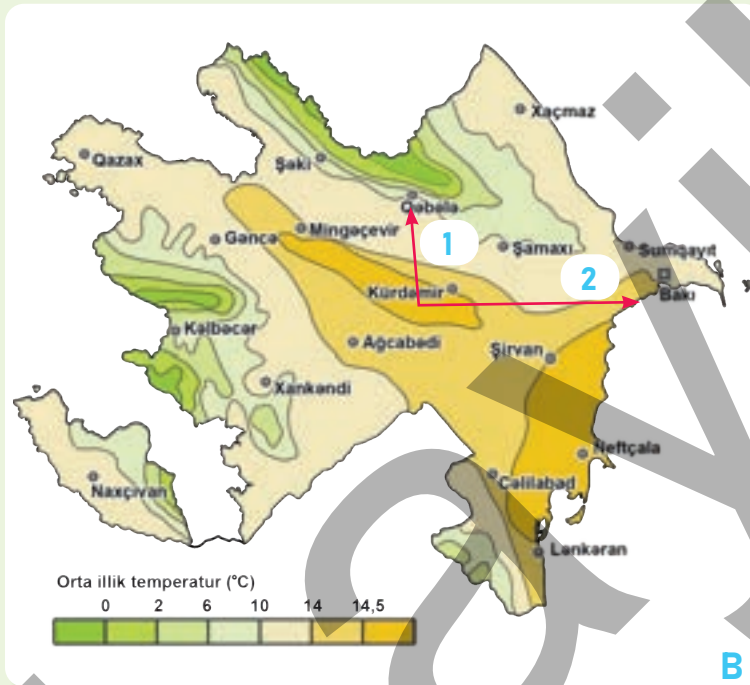 Xaçmaz
Qazax
Şəki
Qəbələ
Gəncə
Mingəçevir
1
Şamaxı
Sumqayıt
2
Bakı
Kürdəmir
Kəlbəcər
Ağcabədi
Şirvan
Xankəndi
Neftçala
Naxçıvan
Cəlilabad
Lənkəran
Orta illik temperatur (°C)
0 2 6 10 14 14,5
B